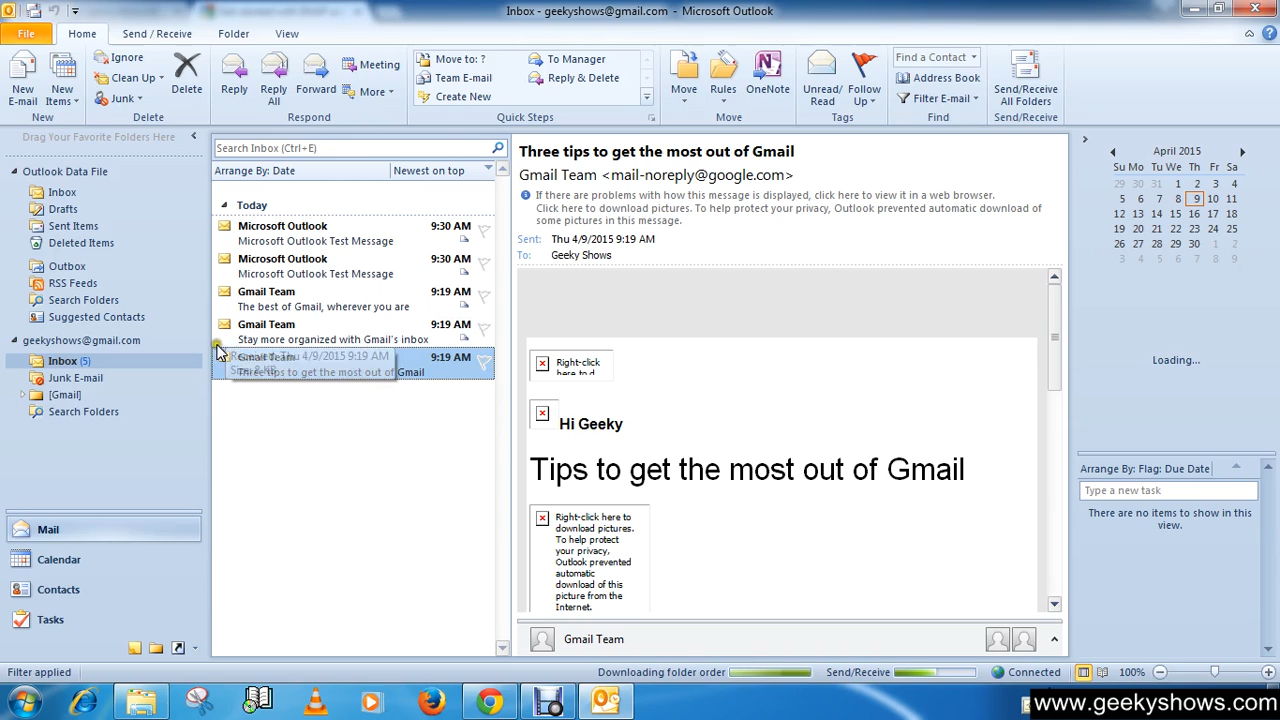 Inbox - geekyshows@gmail.com - Microsoft Outlook
File Home Send / Receive Folder View
Ignore
Clean Up
Junk
Delete
New E-mail
New Items
Reply
Reply All
Forward
Meeting
More
Move to: ?
Team E-mail
Create New
To Manager
Reply & Delete
Move
Rules
OneNote
Unread/ Read
Follow Up
Find a Contact
Address Book
Filter E-mail
Send/Receive All Folders
New Delete Respond Quick Steps Move Tags Find Send/Receive
Drag Your Favorite Folders Here
Outlook Data File
Inbox
Drafts
Sent Items
Deleted Items
Outbox
RSS Feeds
Search Folders
Suggested Contacts
geekyshows@gmail.com
Inbox (5)
Junk E-mail
[Gmail]
Search Folders
Mail
Calendar
Contacts
Tasks
Search Inbox (Ctrl+E)
Arrange By: Date Newest on top
Today
Microsoft Outlook 9:30 AM
Microsoft Outlook Test Message
Microsoft Outlook 9:30 AM
Microsoft Outlook Test Message
Gmail Team 9:19 AM
The best of Gmail, wherever you are
Gmail Team 9:19 AM
Stay more organized with Gmail's inbox
Gmail Team 9:19 AM
Received: Thu 4/9/2015 9:19 AM
Three tips to get the most out of Gmail
Three tips to get the most out of Gmail
Gmail Team <mail-noreply@google.com>
If there are problems with how this message is displayed, click here to view it in a web browser.
Click here to download pictures. To help protect your privacy, Outlook prevented automatic download of
some pictures in this message.
Sent: Thu 4/9/2015 9:19 AM
To: Geeky Shows
Right-click
here to d
Hi Geeky
Tips to get the most out of Gmail
Right-click here to
download pictures.
To help protect
your privacy,
Outlook prevented
automatic
download of this
picture from the
Internet.
Gmail Team
April 2015
Su Mo Tu We Th Fr Sa
29 30 31 1 2 3 4
5 6 7 8 9 10 11
12 13 14 15 16 17 18
19 20 21 22 23 24 25
26 27 28 29 30 1 2
3 4 5 6 7 8 9
Loading...
Arrange By: Flag: Due Date
Type a new task
There are no items to show in this
view.
Filter applied Downloading folder order Send/Receive Connected 100%
www.geekyshows.com